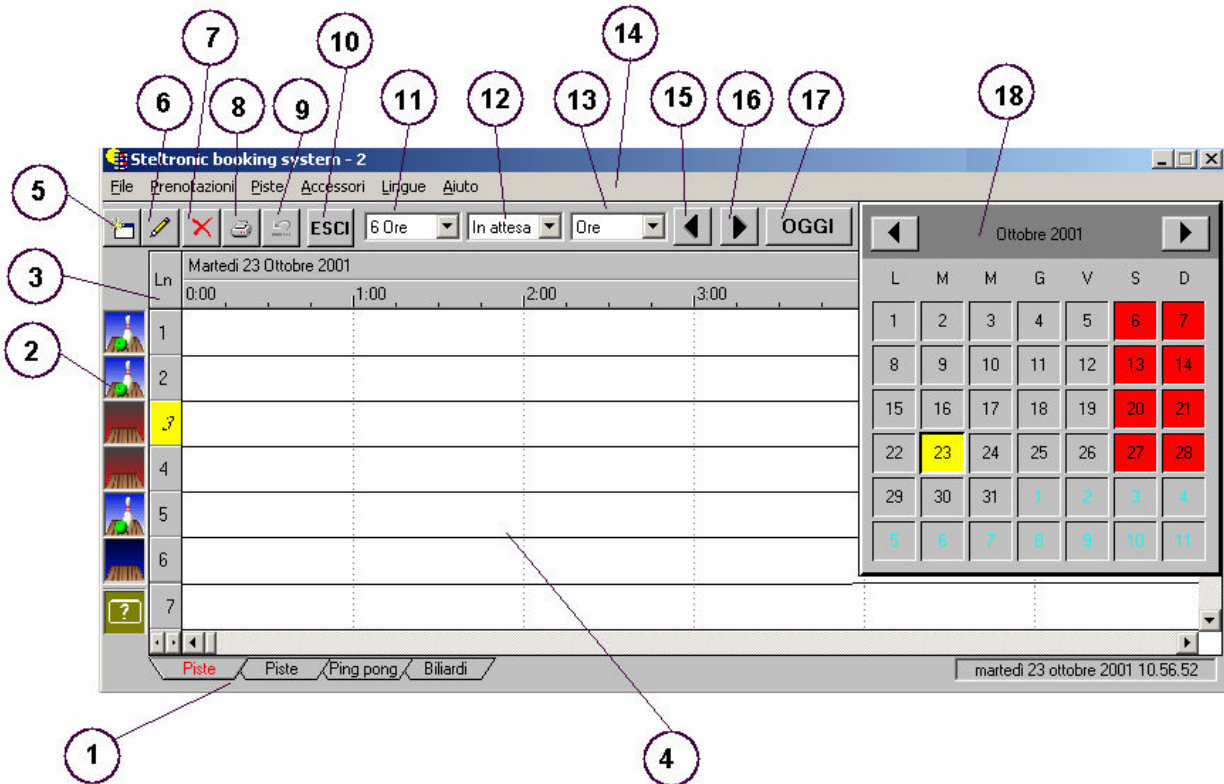 14
7
10
6
8
9
11
12
13
15
16
17
18
Steltronic booking system - 2
5
File Prenotazioni Piste Accessori Lingue Aiuto
ESCI 6 Ore In attesa Ore OGGI
Ottobre 2001
3
Ln
Martedì 23 Ottobre 2001
0:00 1:00 2:00 3:00
L M M G V S D
1 2 3 4 5 6 7
8 9 10 11 12 13 14
15 16 17 18 19 20 21
22 23 24 25 26 27 28
29 30 31 1 2 3 4
5 6 7 8 9 10 11
2
1
2
3
4
5
6
?
7
Piste Piste Ping pong Biliardi
martedì 23 ottobre 2001 10.56.52
1
4